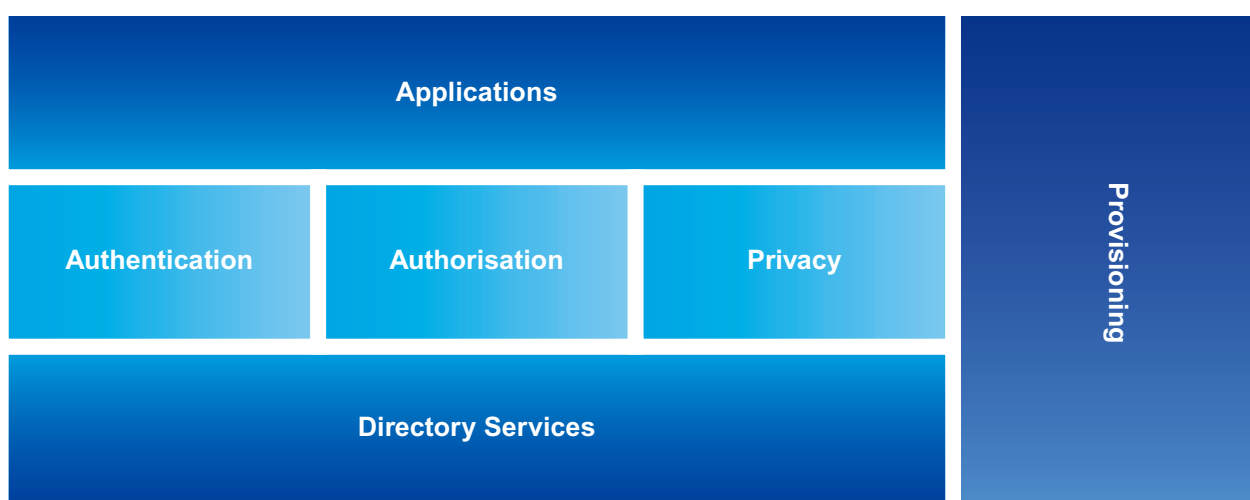 Applications
Authentication
Authorisation
Privacy
Directory Services
Provisioning